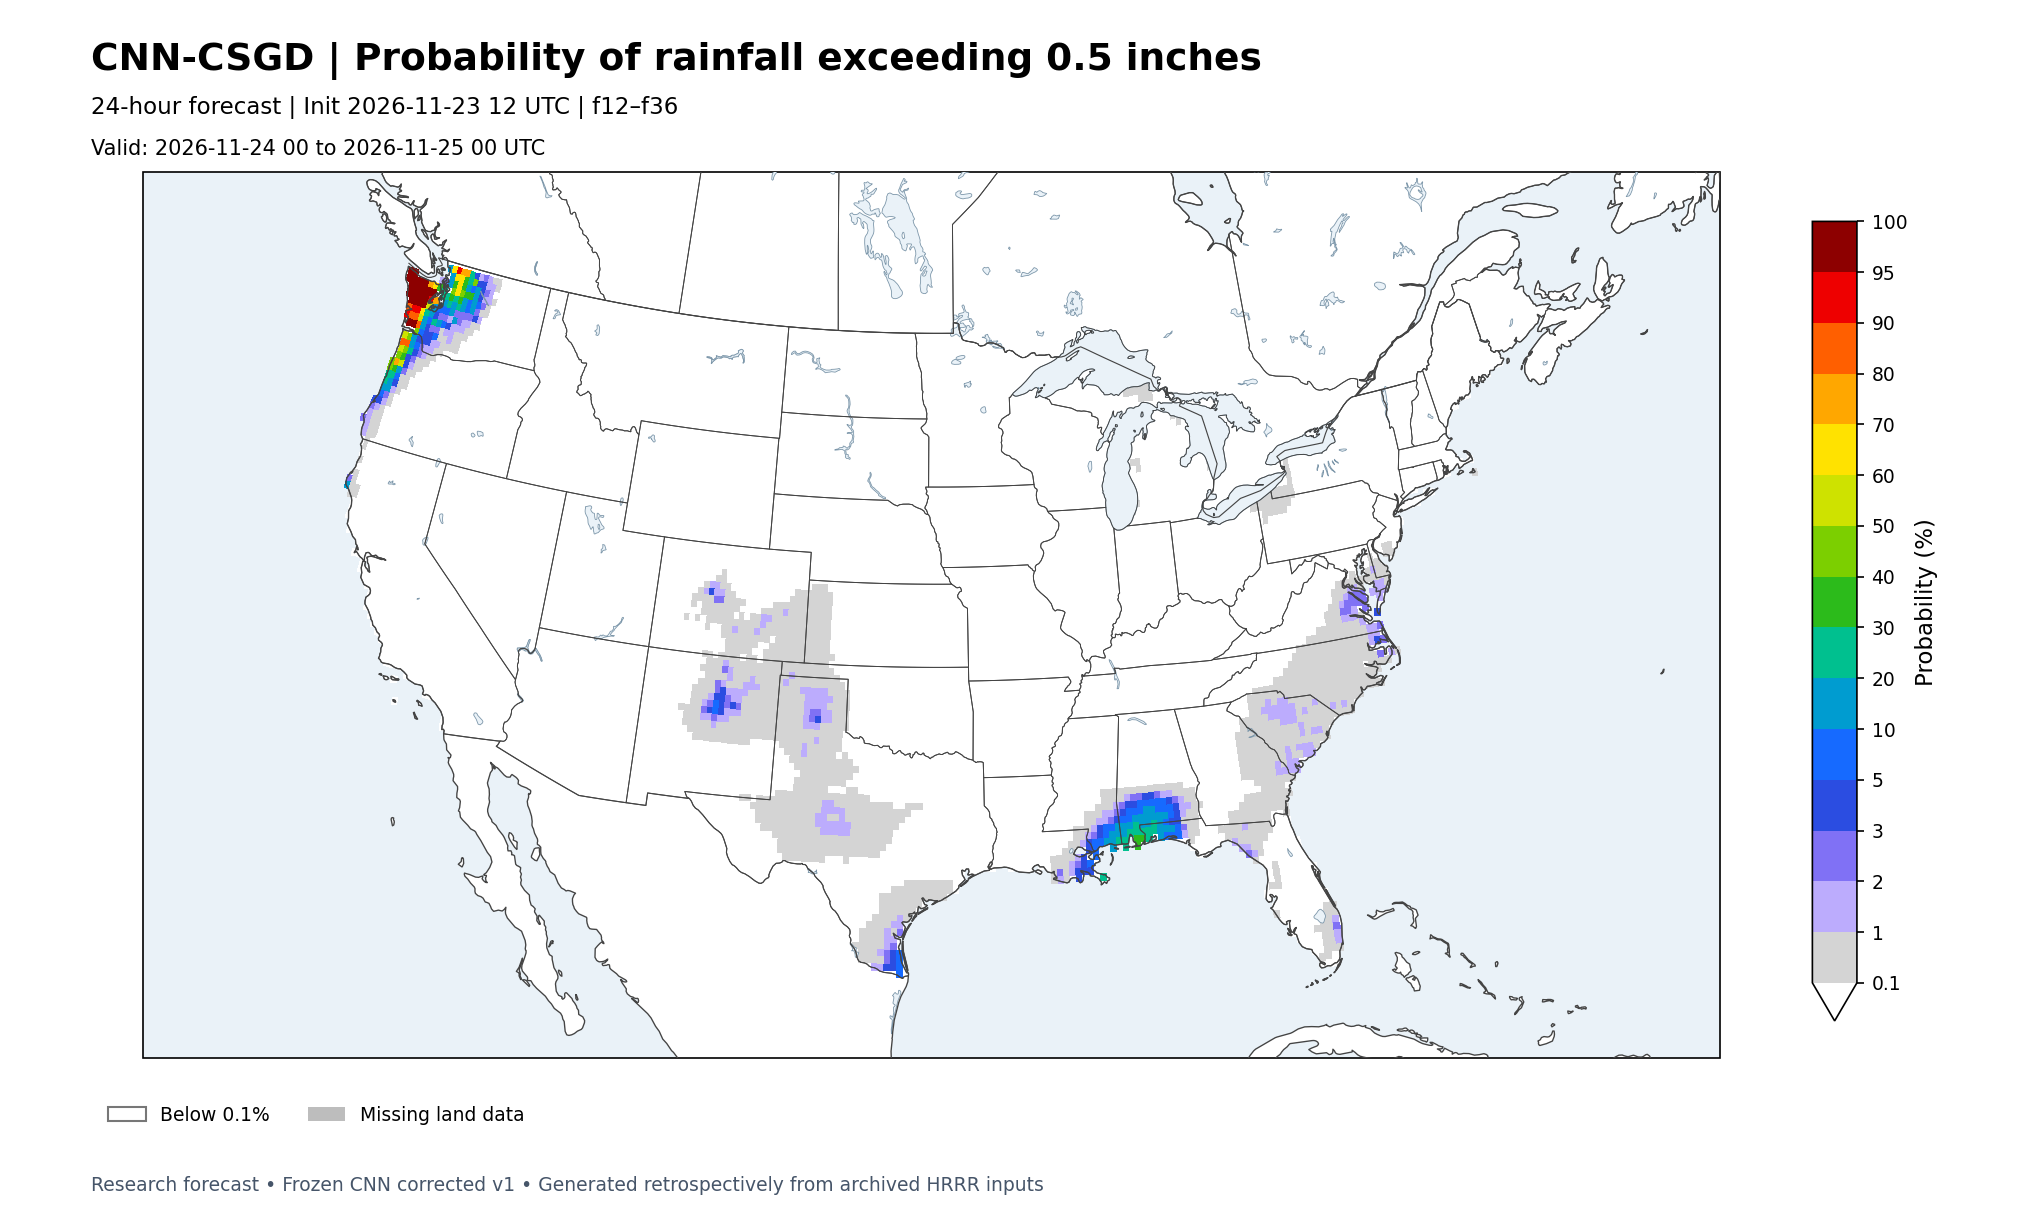 CNN-CSGD | Probability of rainfall exceeding 0.5 inches
24-hour forecast | Init 2026-11-23 12 UTC | f12–f36
Valid: 2026-11-24 00 to 2026-11-25 00 UTC
100
95
90
80
70
60
50
40
30
20
10
5
3
2
1
0.1
Probability (%)
Below 0.1%
Missing land data
Research forecast • Frozen CNN corrected v1 • Generated retrospectively from archived HRRR inputs